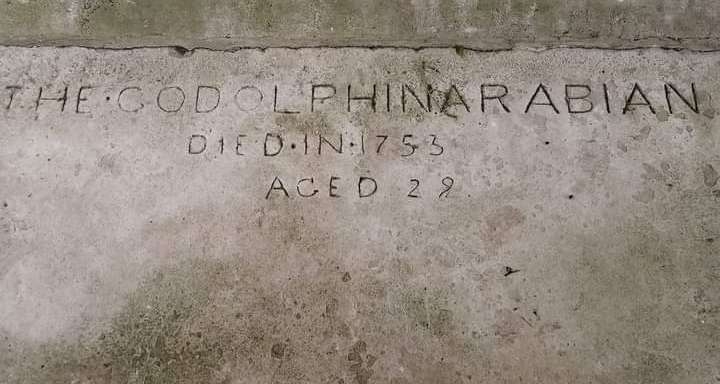 THE·GODOLPHIN ARABIAN
DIED·IN·1753
AGED 29